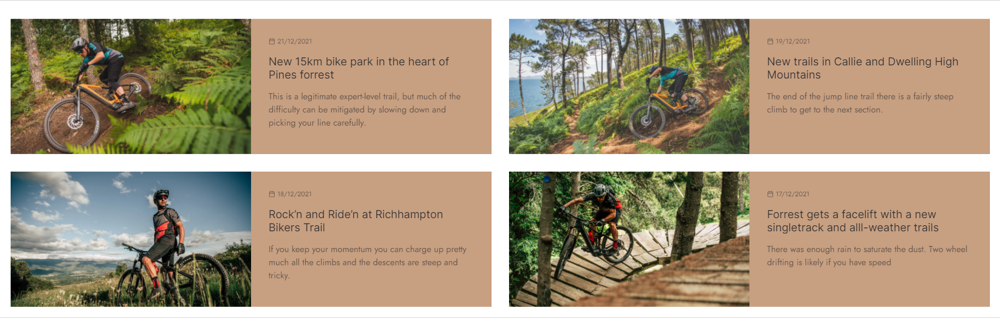 21/12/2021
New 15km bike park in the heart of
Pines forrest
This is a legitimate expert-level trail, but much of the
difficulty can be mitigated by slowing down and
picking your line carefully.
19/12/2021
New trails in Callie and Dwelling High
Mountains
The end of the jump line trail there is a fairly steep
climb to get to the next section.
18/12/2021
Rock’n and Ride’n at Richhampton
Bikers Trail
If you keep your momentum you can charge up pretty
much all the climbs and the descents are steep and
tricky.
17/12/2021
Forrest gets a facelift with a new
singletrack and alll-weather trails
There was enough rain to saturate the dust. Two wheel
drifting is likely if you have speed